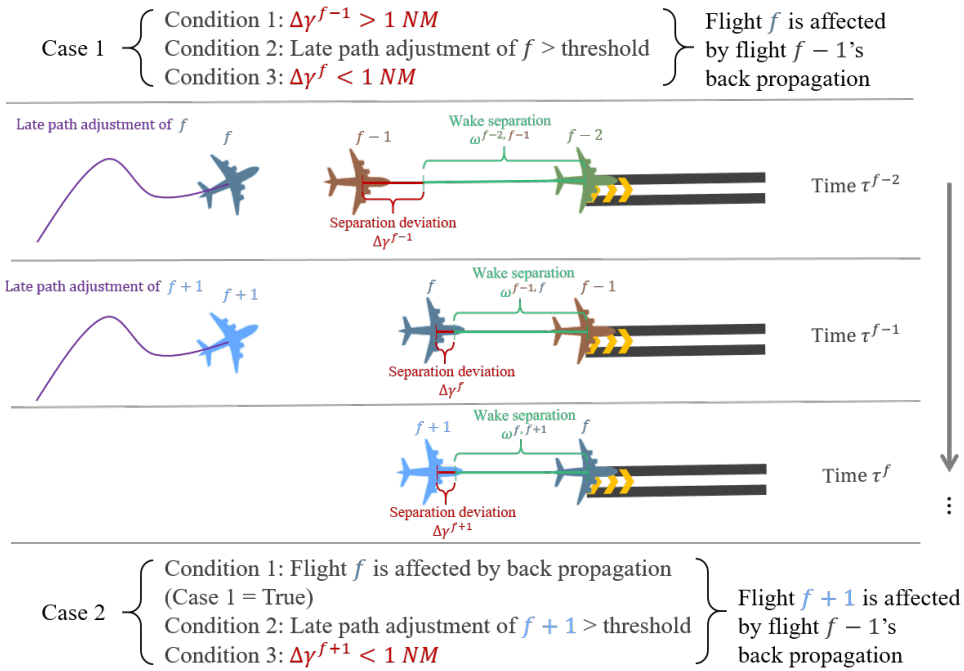 Case 1
Condition 1: Δγ^{f−1} > 1 NM
Condition 2: Late path adjustment of f > threshold
Condition 3: Δγ^{f} < 1 NM
Flight f is affected
by flight f − 1's
back propagation
Late path adjustment of f
f
f − 1
Wake separation
ω^{f−2, f−1}
f − 2
Separation deviation
Δγ^{f−1}
Time τ^{f−2}
Late path adjustment of f + 1
f + 1
f
Wake separation
ω^{f−1, f}
f − 1
Separation deviation
Δγ^{f}
Time τ^{f−1}
f + 1
Wake separation
ω^{f, f+1}
f
Separation deviation
Δγ^{f+1}
Time τ^{f}
⋮
Case 2
Condition 1: Flight f is affected by back propagation
(Case 1 = True)
Condition 2: Late path adjustment of f + 1 > threshold
Condition 3: Δγ^{f+1} < 1 NM
Flight f + 1 is affected
by flight f − 1's
back propagation